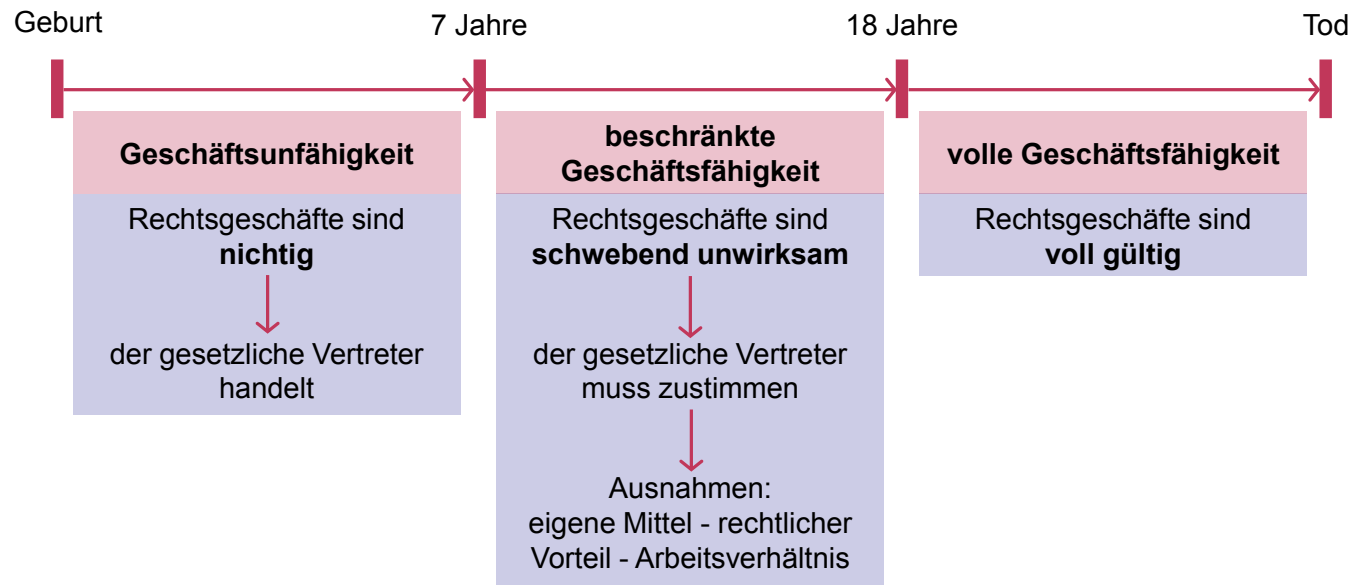 Geburt
7 Jahre
18 Jahre
Tod
Geschäftsunfähigkeit
Rechtsgeschäfte sind
nichtig
der gesetzliche Vertreter
handelt
beschränkte
Geschäftsfähigkeit
Rechtsgeschäfte sind
schwebend unwirksam
der gesetzliche Vertreter
muss zustimmen
Ausnahmen:
eigene Mittel - rechtlicher
Vorteil - Arbeitsverhältnis
volle Geschäftsfähigkeit
Rechtsgeschäfte sind
voll gültig